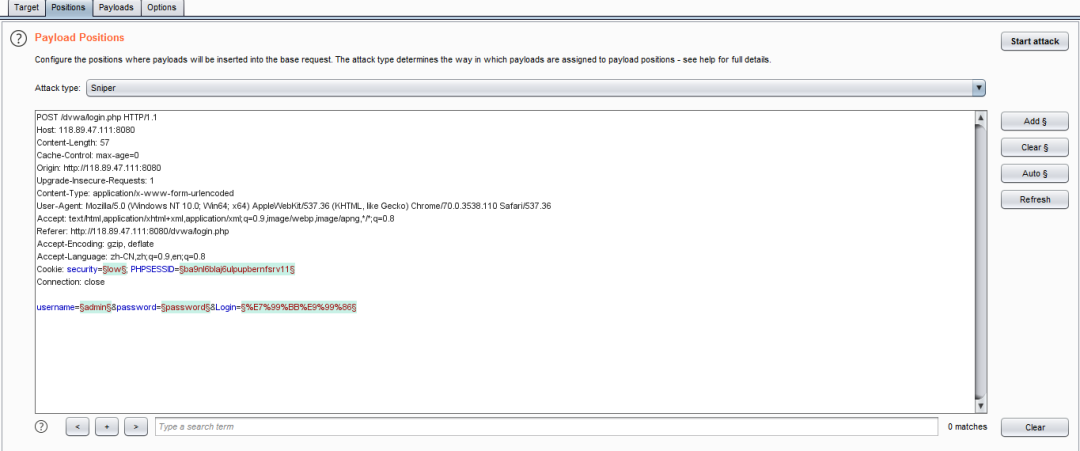 Target Positions Payloads Options
? Payload Positions
Start attack
Configure the positions where payloads will be inserted into the base request. The attack type determines the way in which payloads are assigned to payload positions - see help for full details.
Attack type: Sniper
POST /dvwa/login.php HTTP/1.1
Host: 118.89.47.111:8080
Content-Length: 57
Cache-Control: max-age=0
Origin: http://118.89.47.111:8080
Upgrade-Insecure-Requests: 1
Content-Type: application/x-www-form-urlencoded
User-Agent: Mozilla/5.0 (Windows NT 10.0; Win64; x64) AppleWebKit/537.36 (KHTML, like Gecko) Chrome/70.0.3538.110 Safari/537.36
Accept: text/html,application/xhtml+xml,application/xml;q=0.9,image/webp,image/apng,*/*;q=0.8
Referer: http://118.89.47.111:8080/dvwa/login.php
Accept-Encoding: gzip, deflate
Accept-Language: zh-CN,zh;q=0.9,en;q=0.8
Cookie: security=§low§; PHPSESSID=§ba9nl6blaj6ulpupbernfsrv11§
Connection: close
username=§admin§&password=§password§&Login=§%E7%99%BB%E9%99%86§
Add §
Clear §
Auto §
Refresh
? < + > Type a search term 0 matches Clear